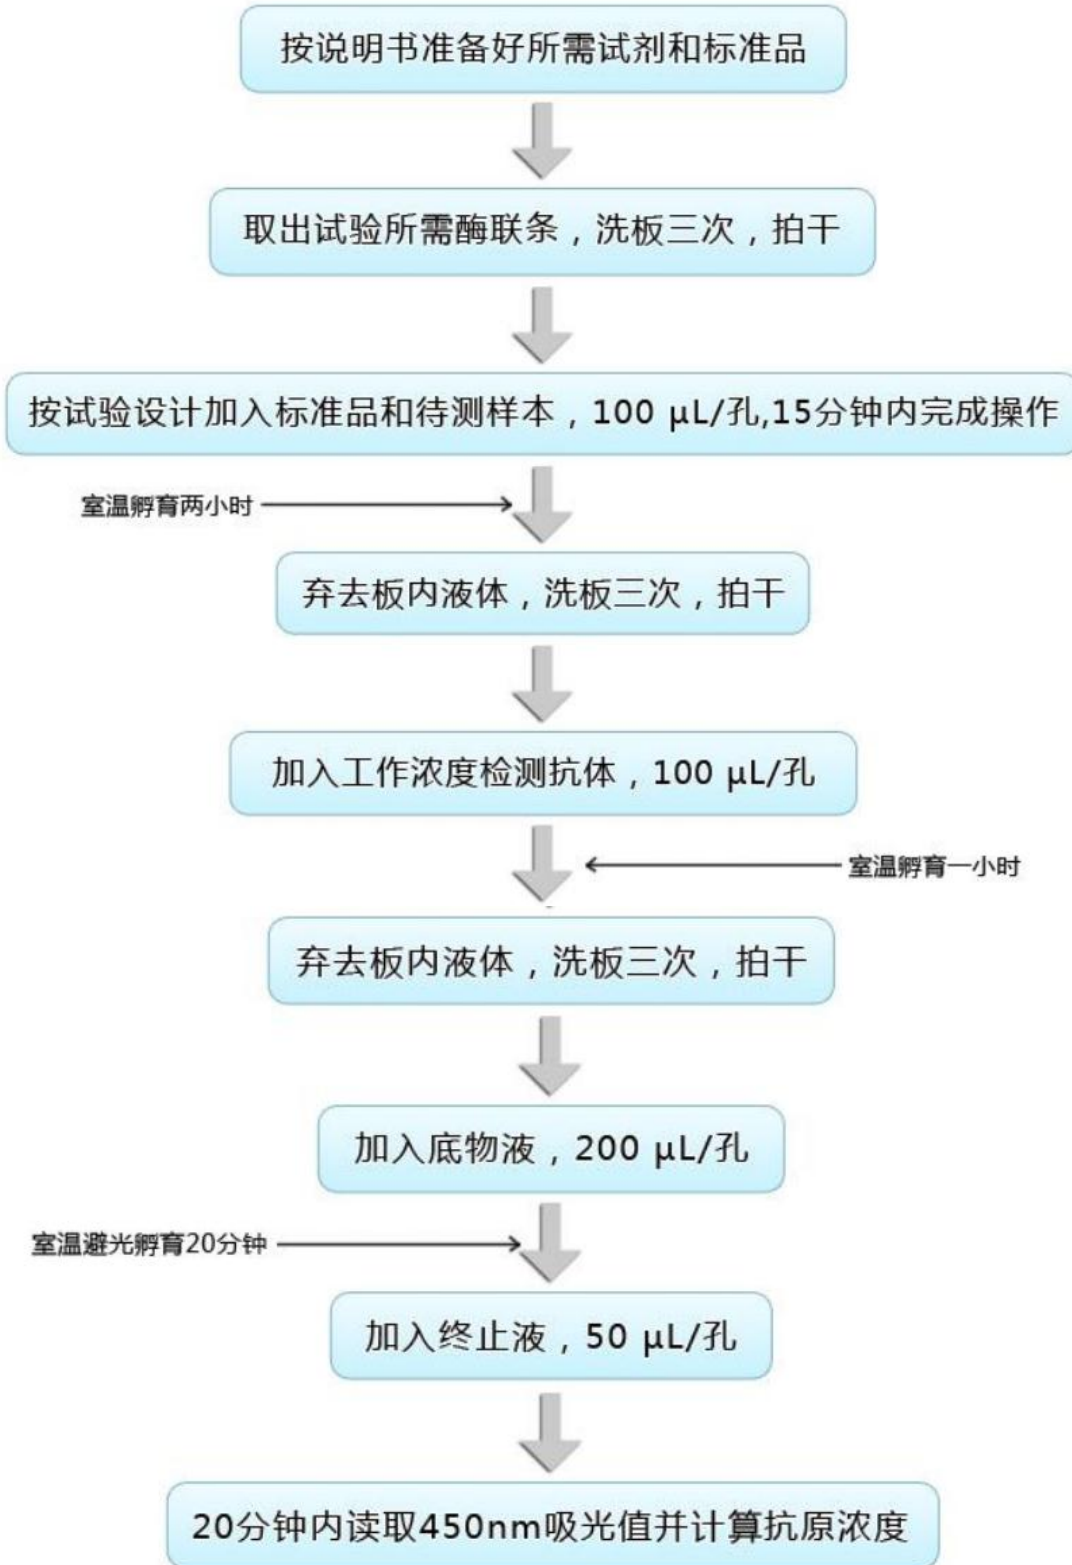 按说明书准备好所需试剂和标准品
取出试验所需酶联条，洗板三次，拍干
按试验设计加入标准品和待测样本，100 μL/孔,15分钟内完成操作
室温孵育两小时
弃去板内液体，洗板三次，拍干
加入工作浓度检测抗体，100 μL/孔
室温孵育一小时
弃去板内液体，洗板三次，拍干
加入底物液，200 μL/孔
室温避光孵育20分钟
加入终止液，50 μL/孔
20分钟内读取450nm吸光值并计算抗原浓度